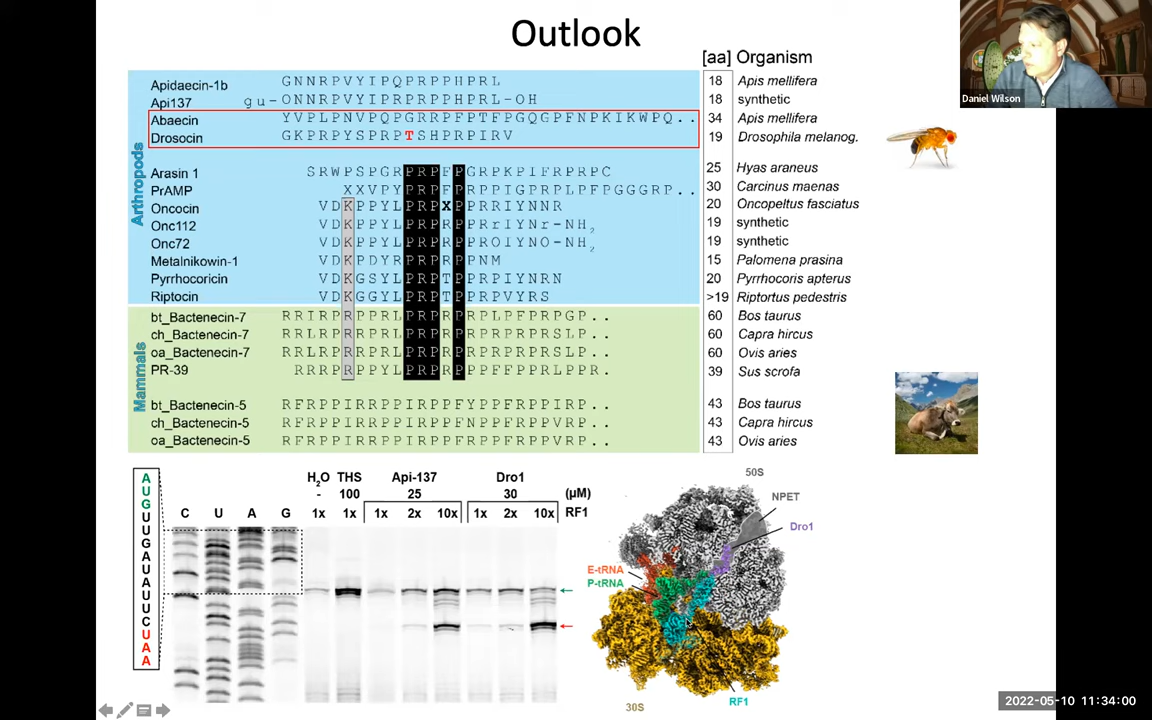 Outlook
[aa] Organism
Apidaecin-1b GNNRPVYIPQPRPPHPRL 18 Apis mellifera
Api137 gu-ONNRPVYIPRPRPPHPRL-OH 18 synthetic
Abaecin YVPLPNVPQPGRRPFPTFPGQGPFNPKIKWPQ.. 34 Apis mellifera
Drosocin GKPRPYSPRPTSHPRPIRV 19 Drosophila melanog.
Arthropods
Arasin 1 SRWPSPGRPRPFPGRPKPIFRPRPC 25 Hyas araneus
PrAMP XXVPYPRPFPRPPIGPRPLPFPGGGRP.. 30 Carcinus maenas
Oncocin VDKPPYLPRPXPPRRIYNNR 20 Oncopeltus fasciatus
Onc112 VDKPPYLPRPRPPRrIYNr-NH2 19 synthetic
Onc72 VDKPPYLPRPRPPROIYNO-NH2 19 synthetic
Metalnikowin-1 VDKPDYRPRPRPPNM 15 Palomena prasina
Pyrrhocoricin VDKGSYLPRPTPPRPIYNRN 20 Pyrrhocoris apterus
Riptocin VDKGGYLPRPTPPRPVYRS >19 Riptortus pedestris
Mammals
bt_Bactenecin-7 RRIRPRPPRLPRPRPRPLPFPRPGP.. 60 Bos taurus
ch_Bactenecin-7 RRLRPRRPRLPRPRPRPRPRPRSLP.. 60 Capra hircus
oa_Bactenecin-7 RRLRPRRPRLPRPRPRPRPRPRSLP.. 60 Ovis aries
PR-39 RRRPRPPYLPRPRPPPFFPPRLPPR. 39 Sus scrofa
bt_Bactenecin-5 RFRPPIRRPPIRPPFYPPFRPPIRP.. 43 Bos taurus
ch_Bactenecin-5 RFRPPIRRPPIRPPFNPPFRPPVRP.. 43 Capra hircus
oa_Bactenecin-5 RFRPPIRRPPIRPPFRPPFRPPVRP.. 43 Ovis aries
Daniel Wilson
A
U
G
U
U
G
A
U
A
U
U
C
U
A
A
H2O THS Api-137 Dro1
- 100 25 30 (µM)
C U A G 1x 1x 1x 2x 10x 1x 2x 10x RF1
50S
NPET
Dro1
E-tRNA
P-tRNA
RF1
30S
2022-05-10 11:34:00